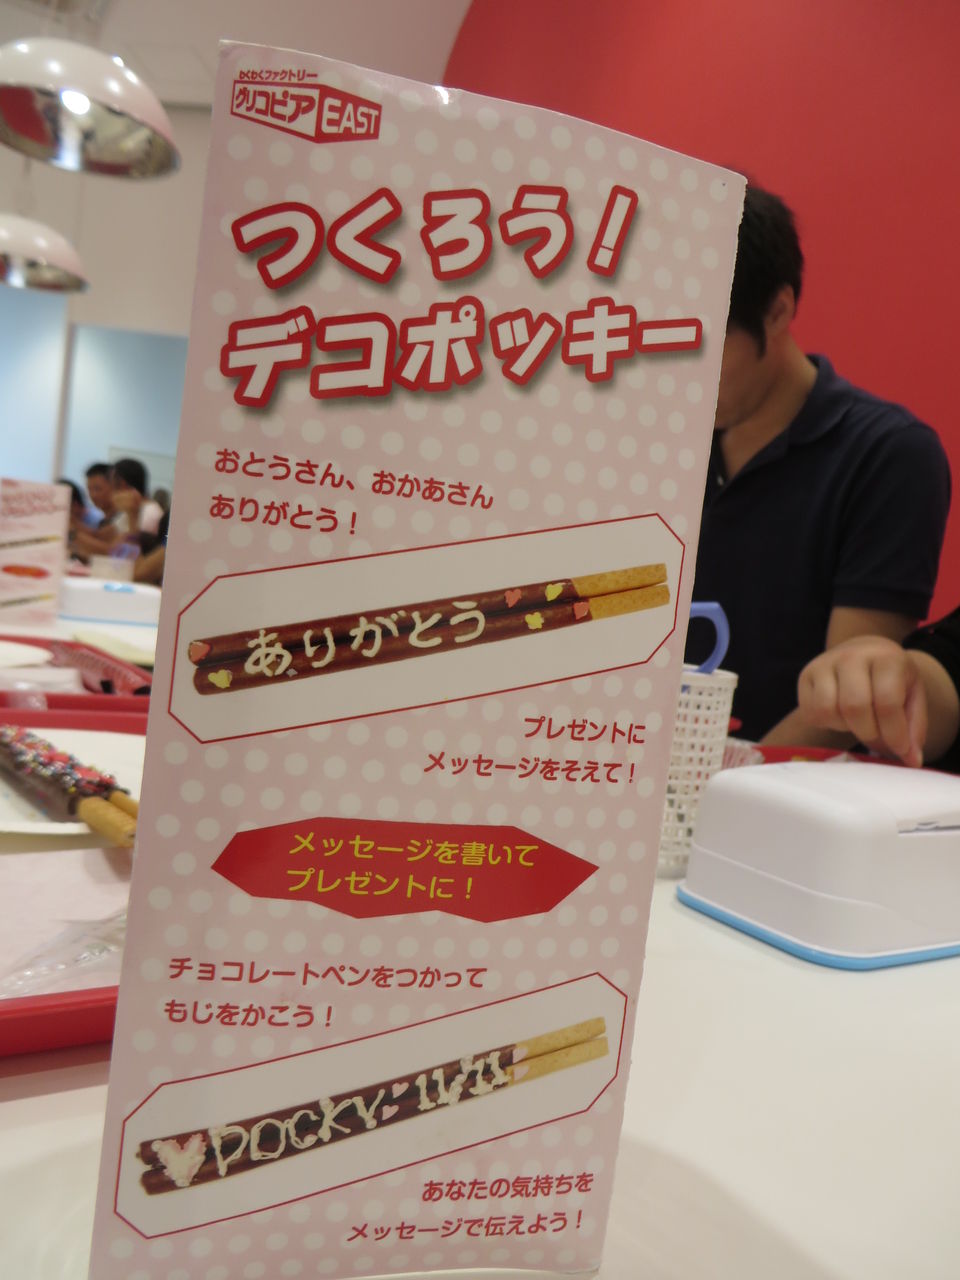 わくわくファクトリー
グリコピア EAST
つくろう！
デコポッキー
おとうさん、おかあさん
ありがとう！
ありがとう
プレゼントに
メッセージをそえて！
メッセージを書いて
プレゼントに！
チョコレートペンをつかって
もじをかこう！
POCKY 11/11
あなたの気持ちを
メッセージで伝えよう！